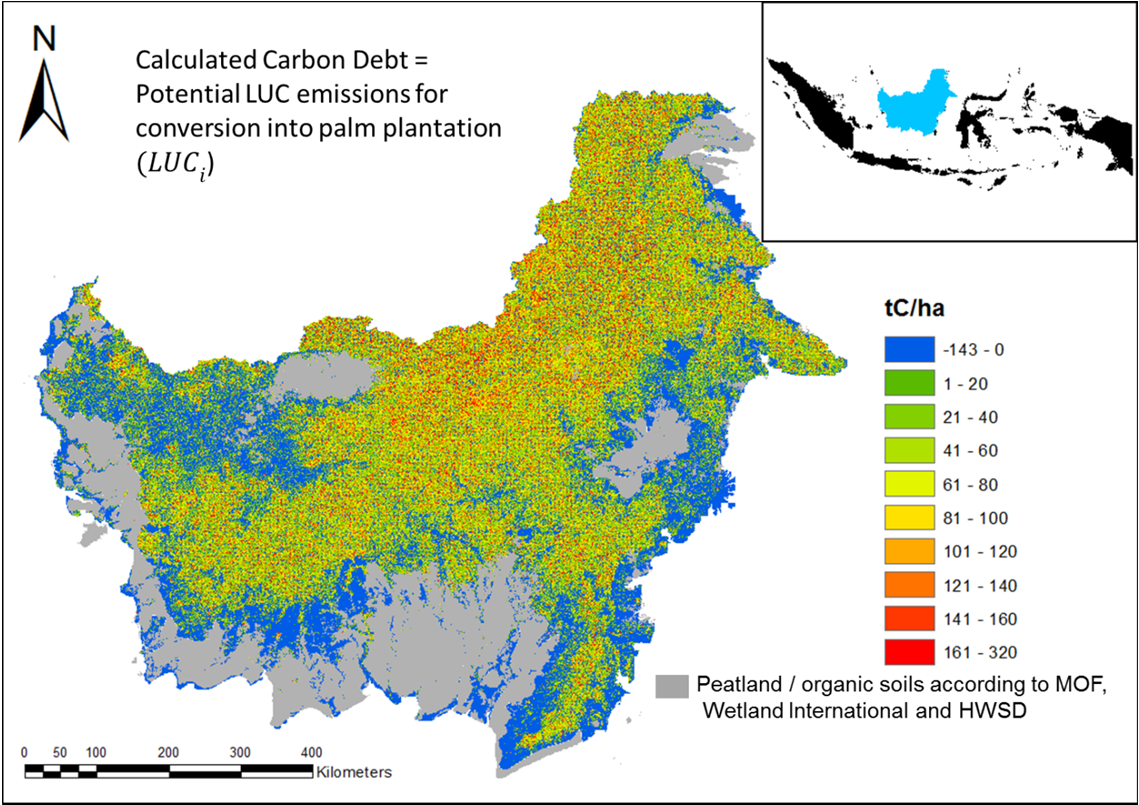 N
Calculated Carbon Debt =
Potential LUC emissions for
conversion into palm plantation
(LUCᵢ)
tC/ha
-143 - 0
1 - 20
21 - 40
41 - 60
61 - 80
81 - 100
101 - 120
121 - 140
141 - 160
161 - 320
Peatland / organic soils according to MOF,
Wetland International and HWSD
0 50 100 200 300 400
Kilometers